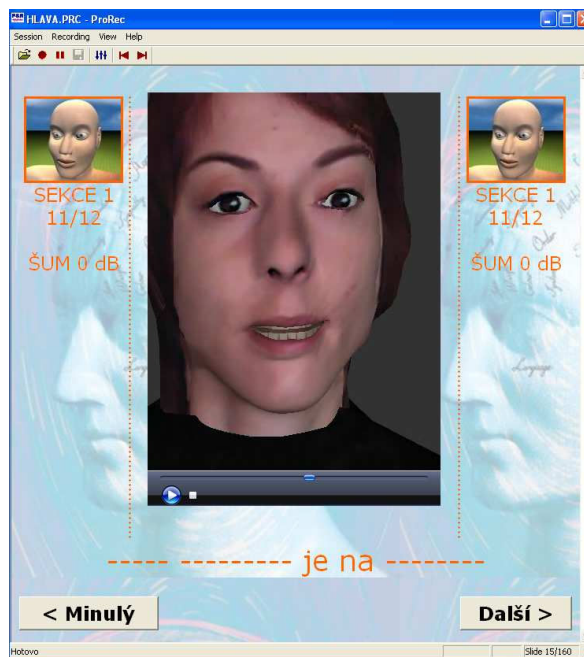 HLAVA.PRC - ProRec
Session Recording View Help
SEKCE 1
11/12
ŠUM 0 dB
SEKCE 1
11/12
ŠUM 0 dB
----- --------- je na --------
< Minulý
Další >
Hotovo
Slide 15/160